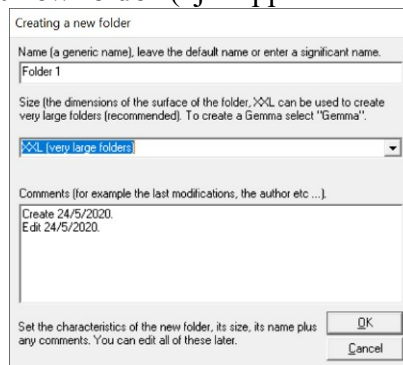 Creating a new folder
Name (a generic name), leave the default name or enter a significant name.
Folder 1
Size (the dimensions of the surface of the folder, XXL can be used to create
very large folders (recommended). To create a Gemma select "Gemma".
XXL (very large folders)
Comments (for example the last modifications, the author etc ...).
Create 24/5/2020.
Edit 24/5/2020.
Set the characteristics of the new folder, its size, its name plus
any comments. You can edit all of these later.
OK
Cancel